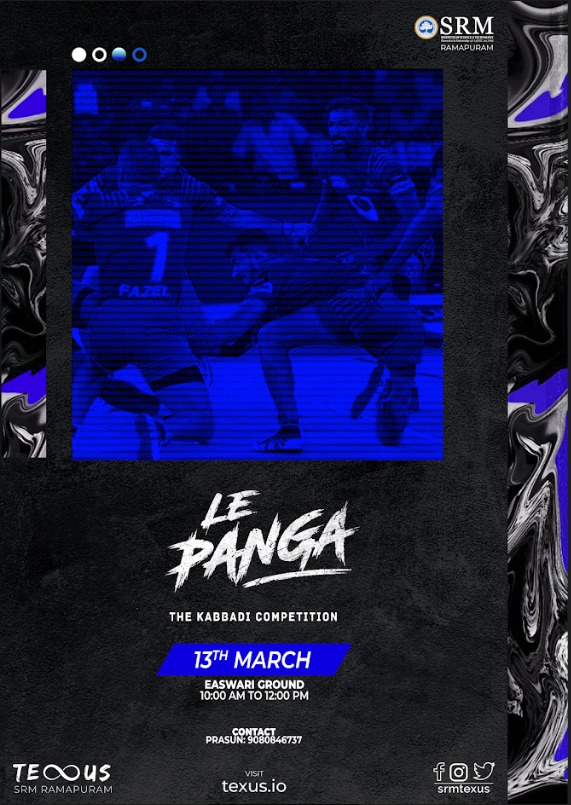 SRM
RAMAPURAM
1
FAZEL
LE
PANGA
THE KABBADI COMPETITION
13TH MARCH
EASWARI GROUND
10:00 AM TO 12:00 PM
CONTACT
PRASUN: 9080846737
TEXUS
SRM RAMAPURAM
VISIT
texus.io
srmtexus